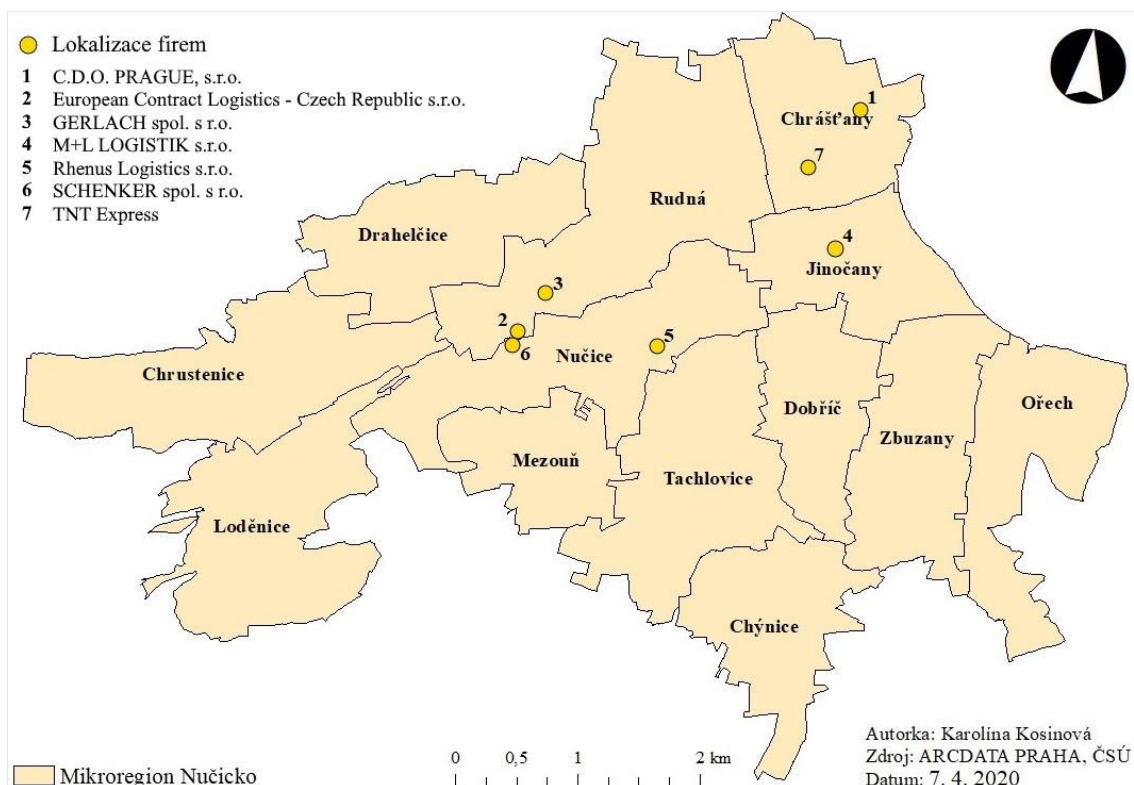 Lokalizace firem
1 C.D.O. PRAGUE, s.r.o.
2 European Contract Logistics - Czech Republic s.r.o.
3 GERLACH spol. s r.o.
4 M+L LOGISTIK s.r.o.
5 Rhenus Logistics s.r.o.
6 SCHENKER spol. s r.o.
7 TNT Express
1
Chrášťany
7
Rudná
Drahelčice
4
Jinočany
3
2
6
5
Nučice
Chrustenice
Ořech
Dobříč
Zbuzany
Mezouň
Tachlovice
Loděnice
Chýnice
Mikroregion Nučicko
0 0,5 1 2 km
Autorka: Karolína Kosinová
Zdroj: ARCDATA PRAHA, ČSÚ
Datum: 7. 4. 2020